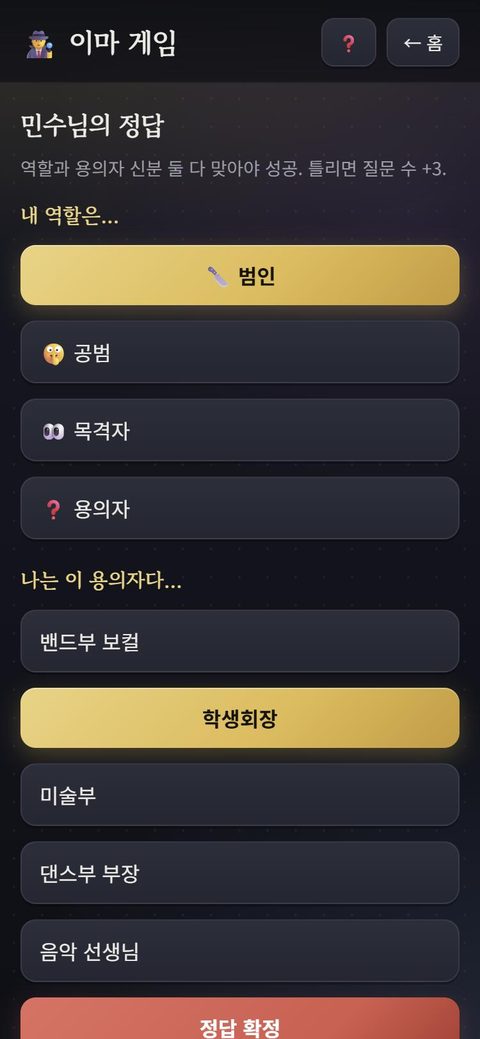 이마 게임
← 홈
민수님의 정답
역할과 용의자 신분 둘 다 맞아야 성공. 틀리면 질문 수 +3.
내 역할은...
범인
공범
목격자
용의자
나는 이 용의자다...
밴드부 보컬
학생회장
미술부
댄스부 부장
음악 선생님
정답 확정